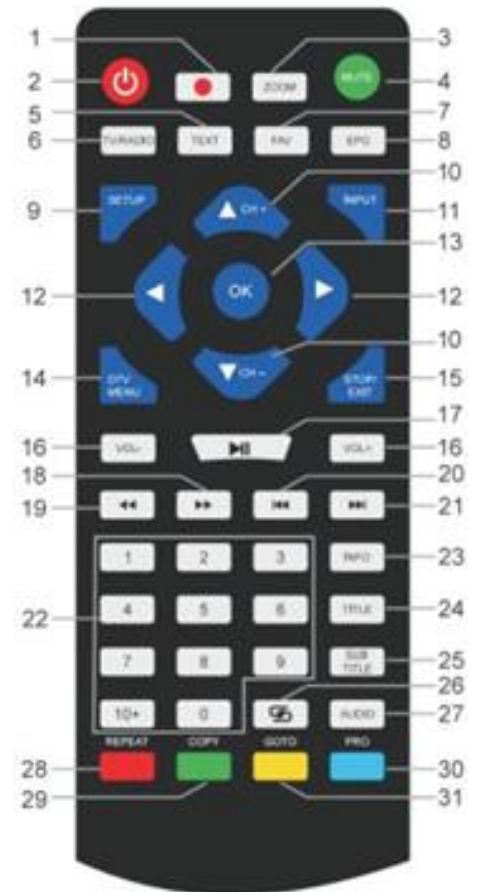 1
3
2
ZOOM
MUTE
4
5
7
6
TV/RADIO
TEXT
FAV
EPG
8
10
9
SETUP
CH +
INPUT
11
13
OK
12
12
10
14
DTV
MENU
CH -
STOP/
EXIT
15
17
16
VOL-
VOL+
16
18
20
19
21
1
2
3
INFO
23
22
4
5
6
TITLE
24
7
8
9
SUB
TITLE
25
26
10+
0
AUDIO
27
REPEAT
COPY
GOTO
PRO
28
30
29
31